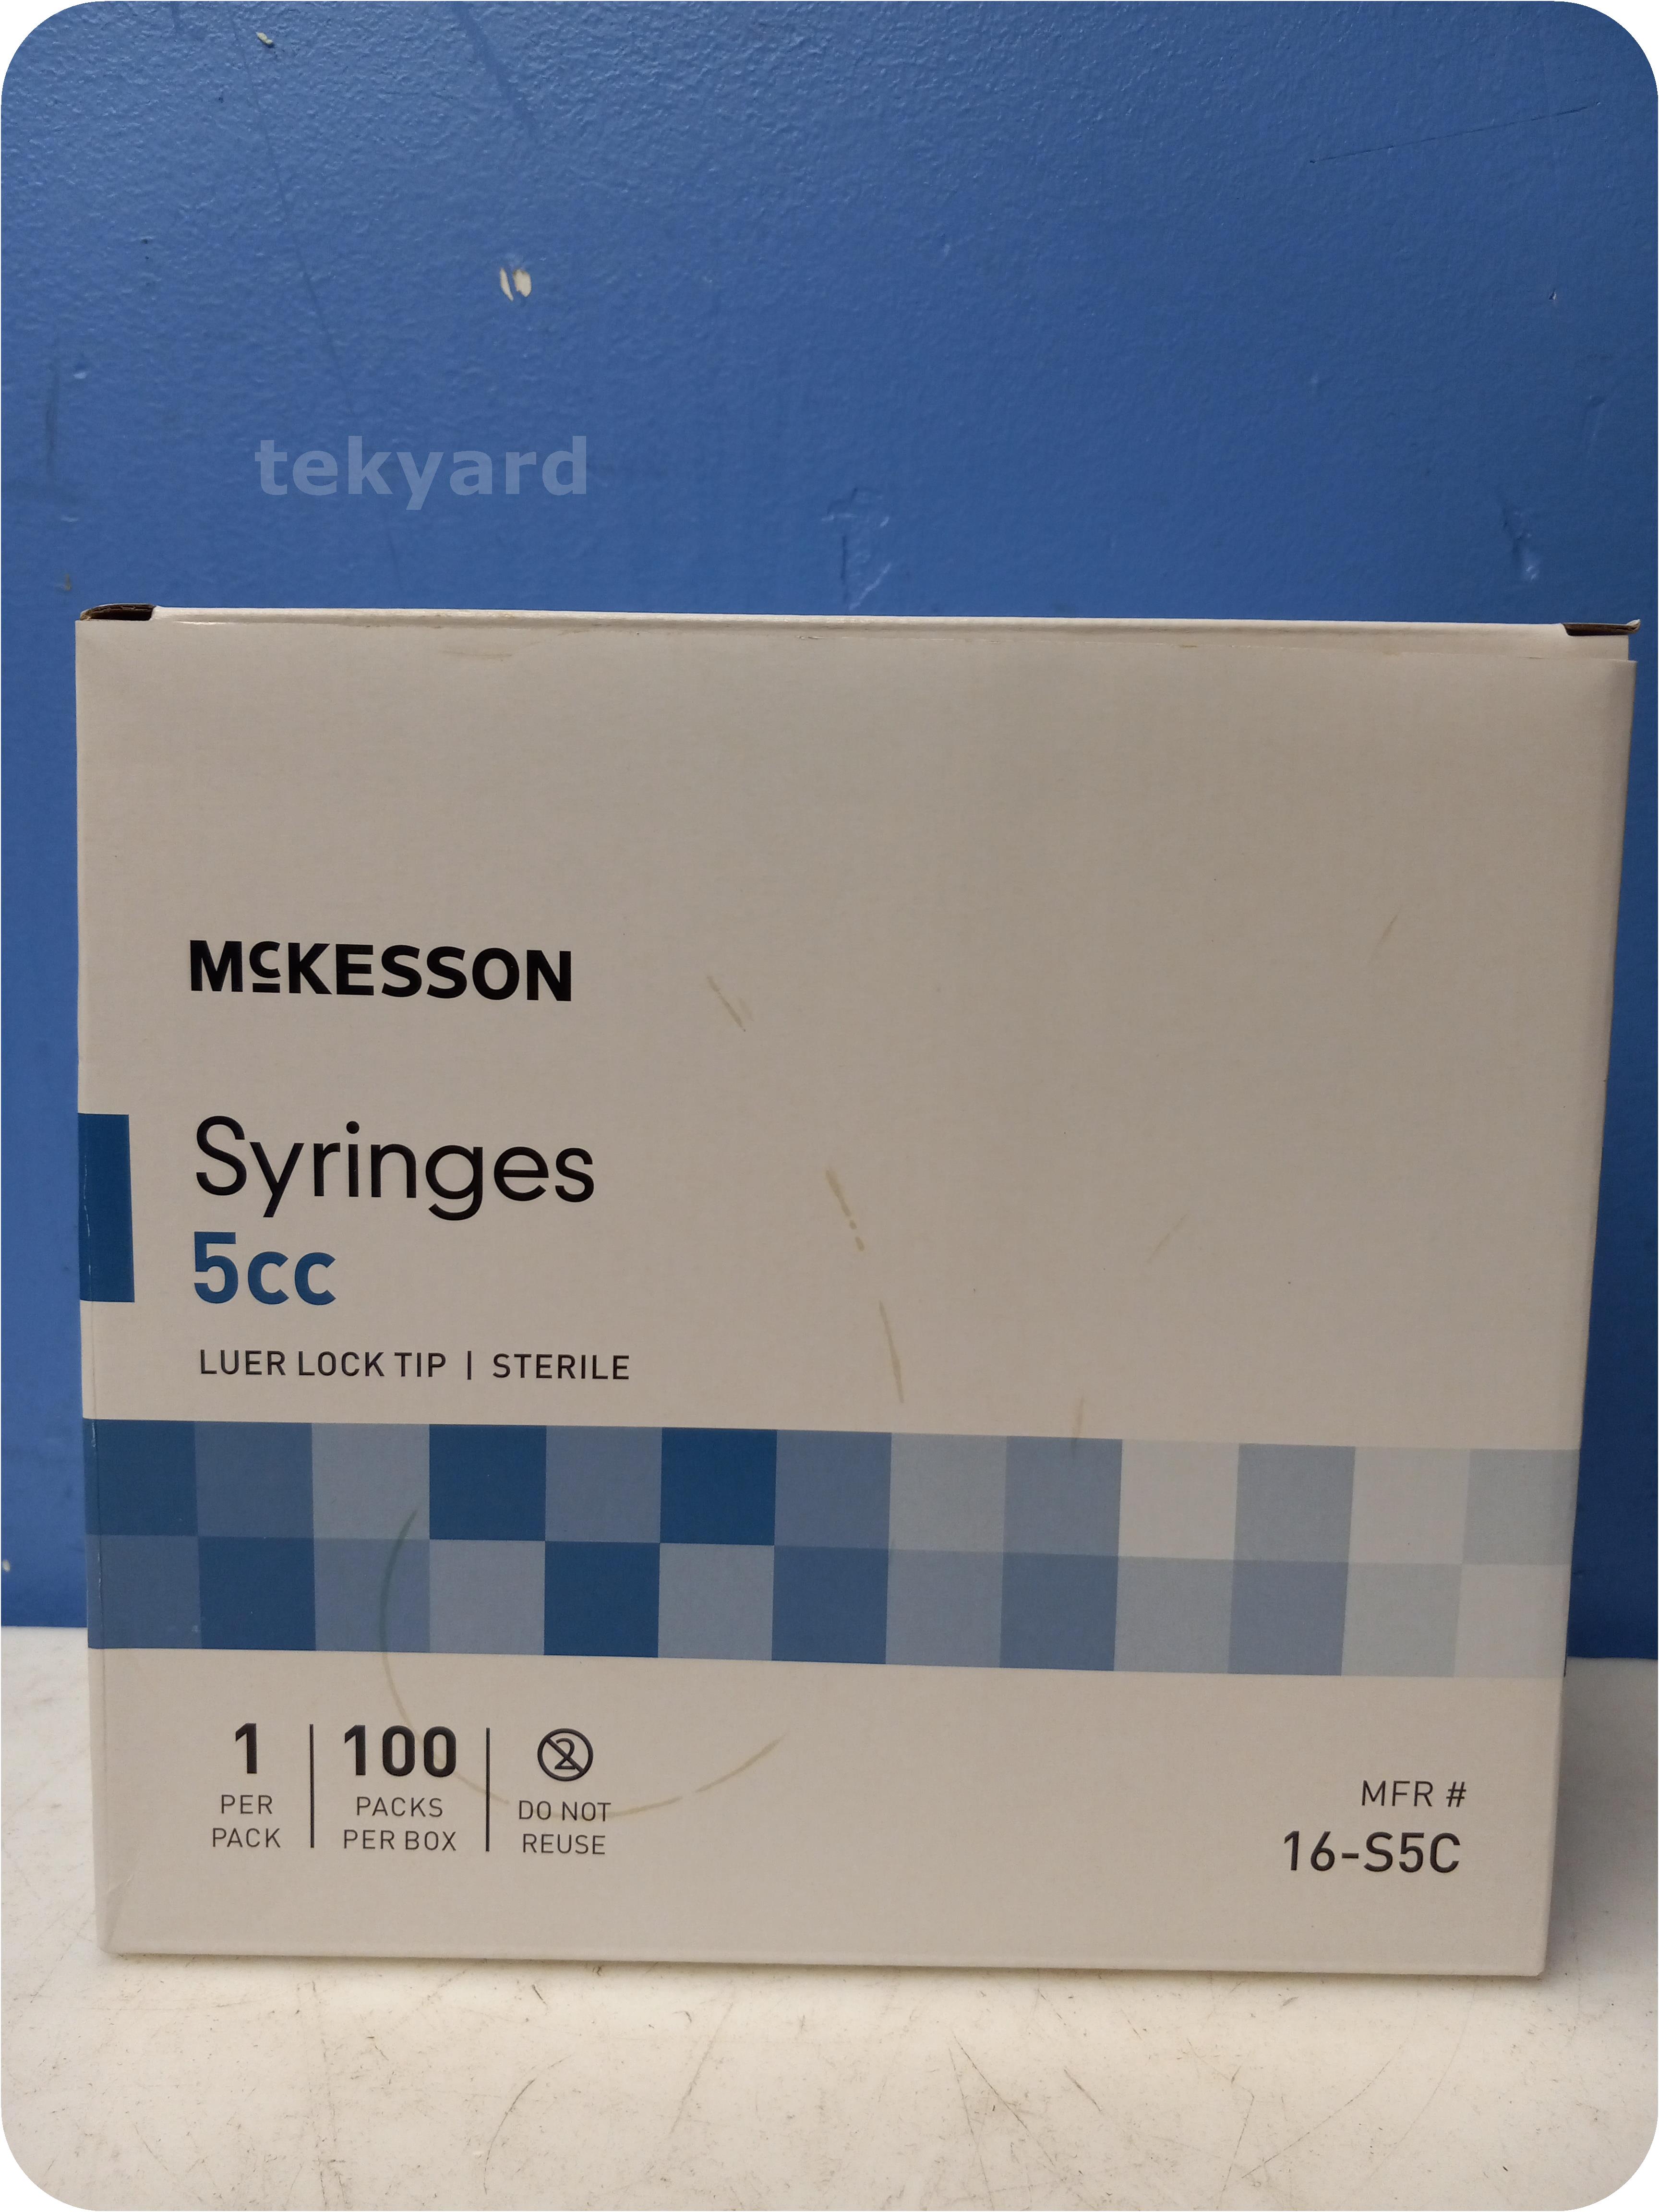 tekyard
McKESSON
Syringes
5cc
LUER LOCK TIP | STERILE
1
PER
PACK
100
PACKS
PER BOX
2
DO NOT
REUSE
MFR #
16-S5C